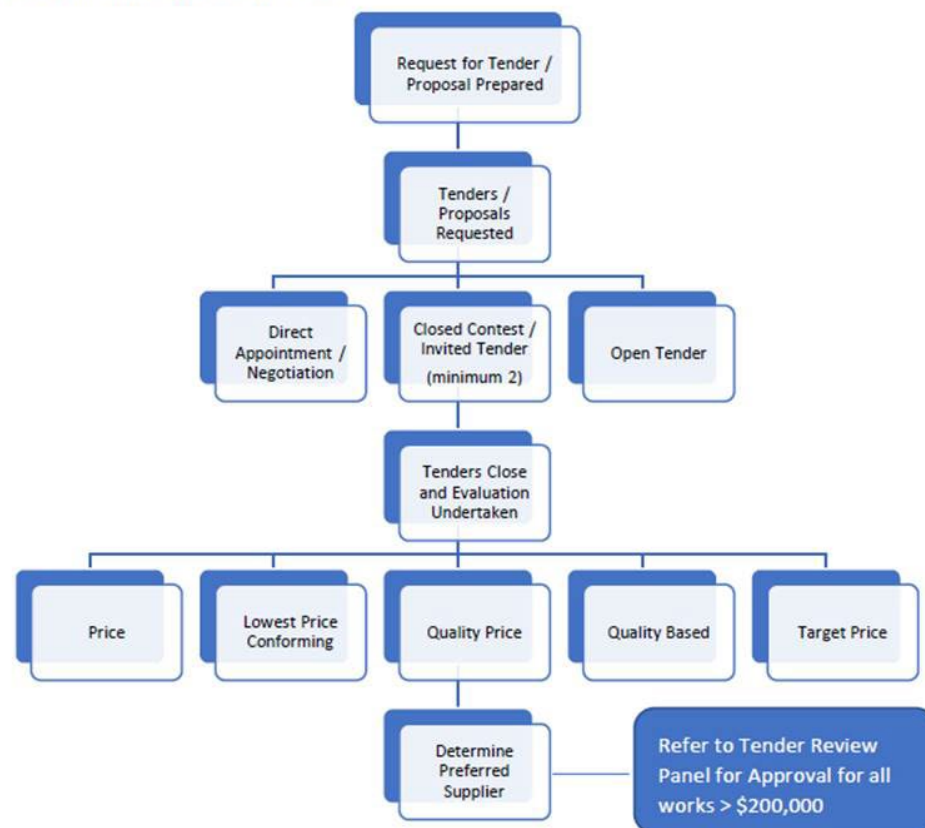 Request for Tender /
Proposal Prepared
Tenders /
Proposals
Requested
Direct
Appointment /
Negotiation
Closed Contest /
Invited Tender
(minimum 2)
Open Tender
Tenders Close
and Evaluation
Undertaken
Price
Lowest Price
Conforming
Quality Price
Quality Based
Target Price
Determine
Preferred
Supplier
Refer to Tender Review
Panel for Approval for all
works > $200,000